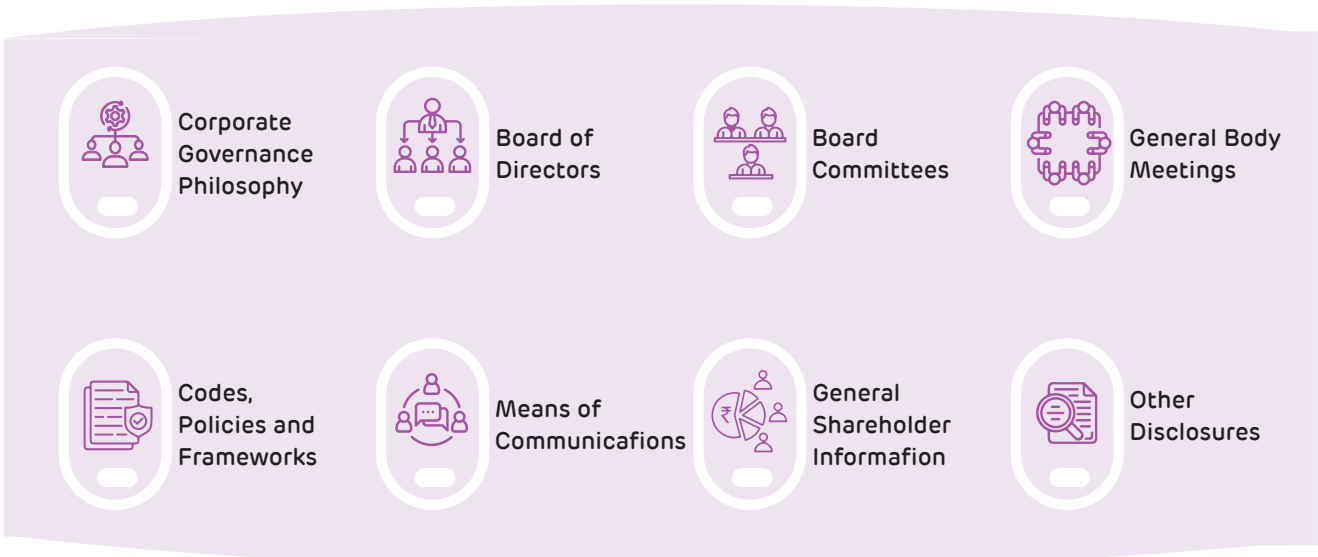 Corporate
Governance
Philosophy
Board of
Directors
Board
Committees
General Body
Meetings
Codes,
Policies and
Frameworks
Means of
Communicafions
General
Shareholder
Informafion
Other
Disclosures
₹